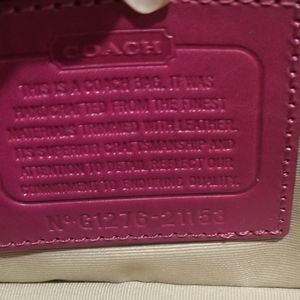 COACH
THIS IS A COACH BAG. IT WAS
HANDCRAFTED FROM THE FINEST
MATERIALS TRIMMED WITH LEATHER.
ITS SUPERIOR CRAFTSMANSHIP AND
ATTENTION TO DETAIL REFLECT OUR
COMMITMENT TO ENDURING QUALITY.
No G1276-21153